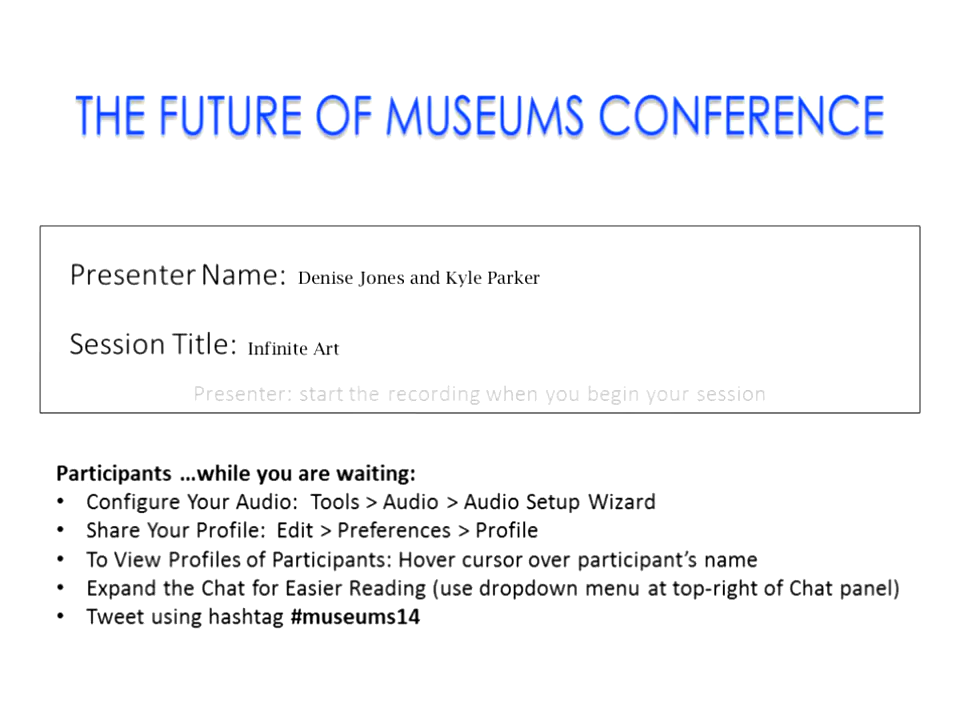 THE FUTURE OF MUSEUMS CONFERENCE
Presenter Name: Denise Jones and Kyle Parker
Session Title: Infinite Art
Presenter: start the recording when you begin your session
Participants ...while you are waiting:
• Configure Your Audio: Tools > Audio > Audio Setup Wizard
• Share Your Profile: Edit > Preferences > Profile
• To View Profiles of Participants: Hover cursor over participant's name
• Expand the Chat for Easier Reading (use dropdown menu at top-right of Chat panel)
• Tweet using hashtag #museums14